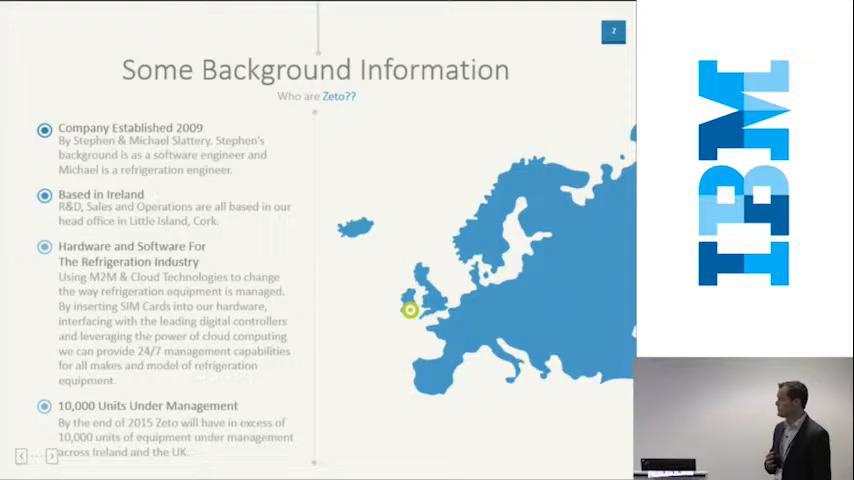 2
Some Background Information
Who are Zeto??
Company Established 2009
By Stephen & Michael Slattery. Stephen's
background is as a software engineer and
Michael is a refrigeration engineer.
Based in Ireland
R&D, Sales and Operations are all based in our
head office in Little Island, Cork.
Hardware and Software For
The Refrigeration Industry
Using M2M & Cloud Technologies to change
the way refrigeration equipment is managed.
By inserting SIM Cards into our hardware,
interfacing with the leading digital controllers
and leveraging the power of cloud computing
we can provide 24/7 management capabilities
for all makes and model of refrigeration
equipment.
10,000 Units Under Management
By the end of 2015 Zeto will have in excess of
10,000 units of equipment under management
across Ireland and the UK.
IBM